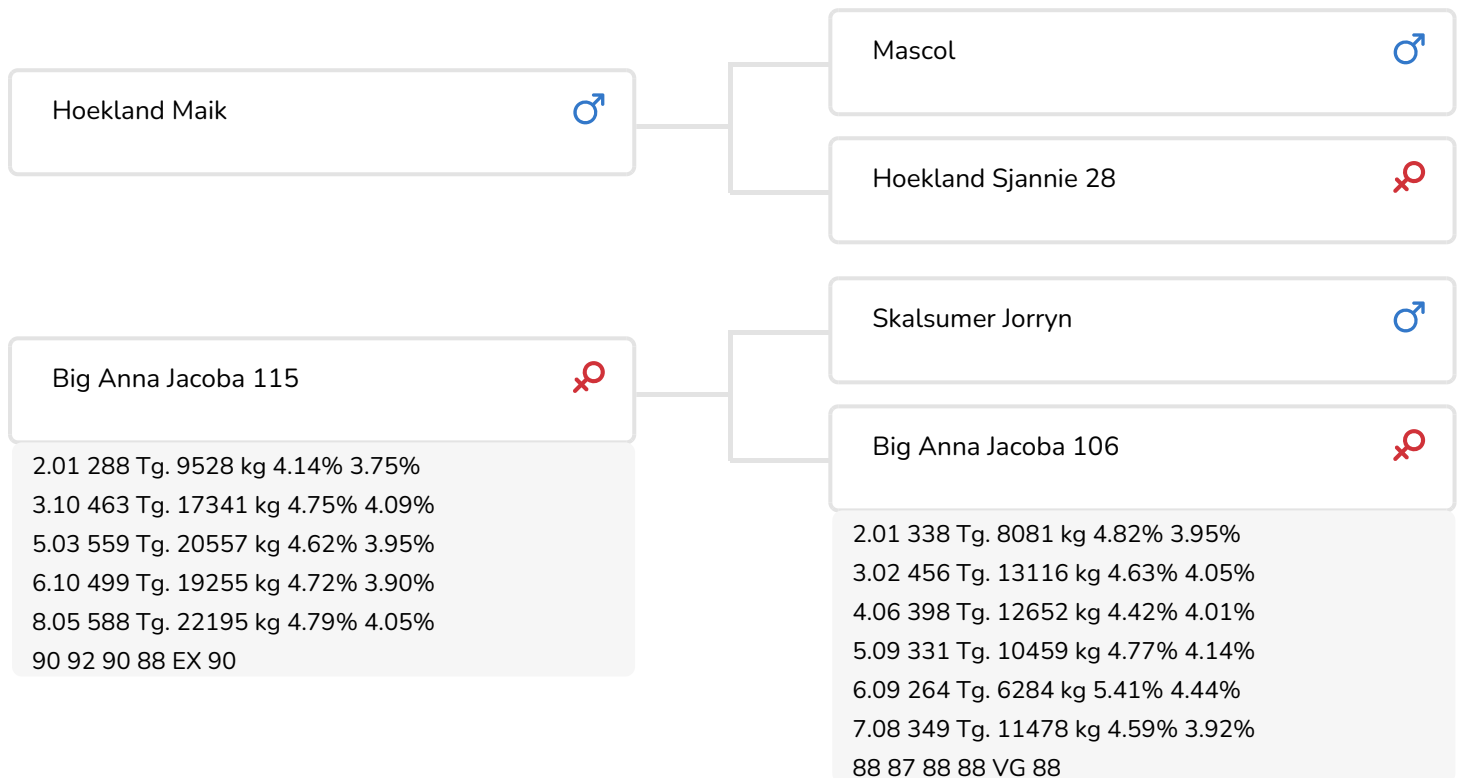 Hoekland Maik
Mascol
Hoekland Sjannie 28
Big Anna Jacoba 115
2.01 288 Tg. 9528 kg 4.14% 3.75%
3.10 463 Tg. 17341 kg 4.75% 4.09%
5.03 559 Tg. 20557 kg 4.62% 3.95%
6.10 499 Tg. 19255 kg 4.72% 3.90%
8.05 588 Tg. 22195 kg 4.79% 4.05%
90 92 90 88 EX 90
Skalsumer Jorryn
Big Anna Jacoba 106
2.01 338 Tg. 8081 kg 4.82% 3.95%
3.02 456 Tg. 13116 kg 4.63% 4.05%
4.06 398 Tg. 12652 kg 4.42% 4.01%
5.09 331 Tg. 10459 kg 4.77% 4.14%
6.09 264 Tg. 6284 kg 5.41% 4.44%
7.08 349 Tg. 11478 kg 4.59% 3.92%
88 87 88 88 VG 88